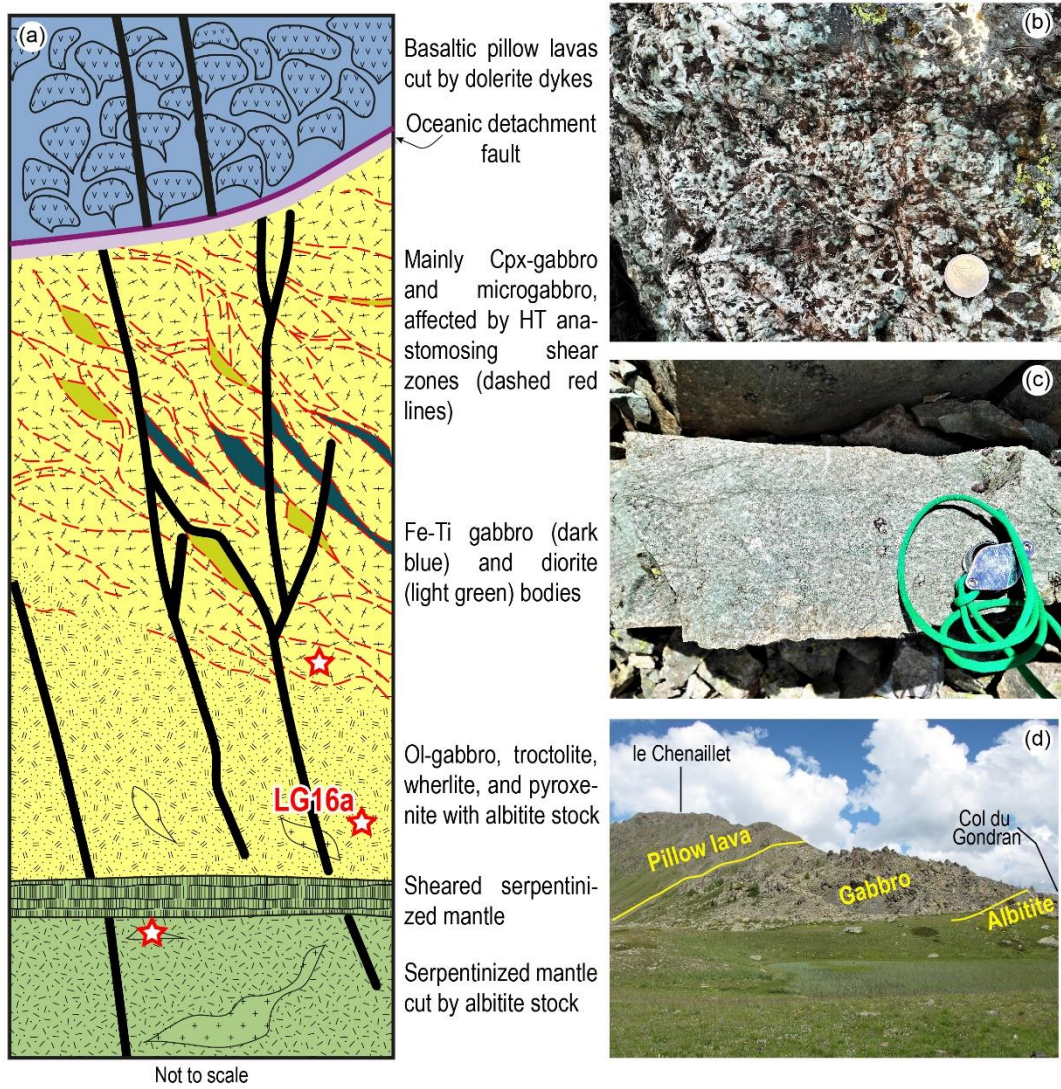 (a)
Basaltic pillow lavas
cut by dolerite dykes
Oceanic detachment
fault
Mainly Cpx-gabbro
and microgabbro,
affected by HT ana-
stomosing shear
zones (dashed red
lines)
Fe-Ti gabbro (dark
blue) and diorite
(light green) bodies
Ol-gabbro, troctolite,
wherlite, and pyroxe-
nite with albitite stock
LG16a
Sheared serpentini-
zed mantle
Serpentinized mantle
cut by albitite stock
Not to scale
(b)
(c)
(d)
le Chenaillet
Col du
Gondran
Pillow lava
Gabbro
Albitite